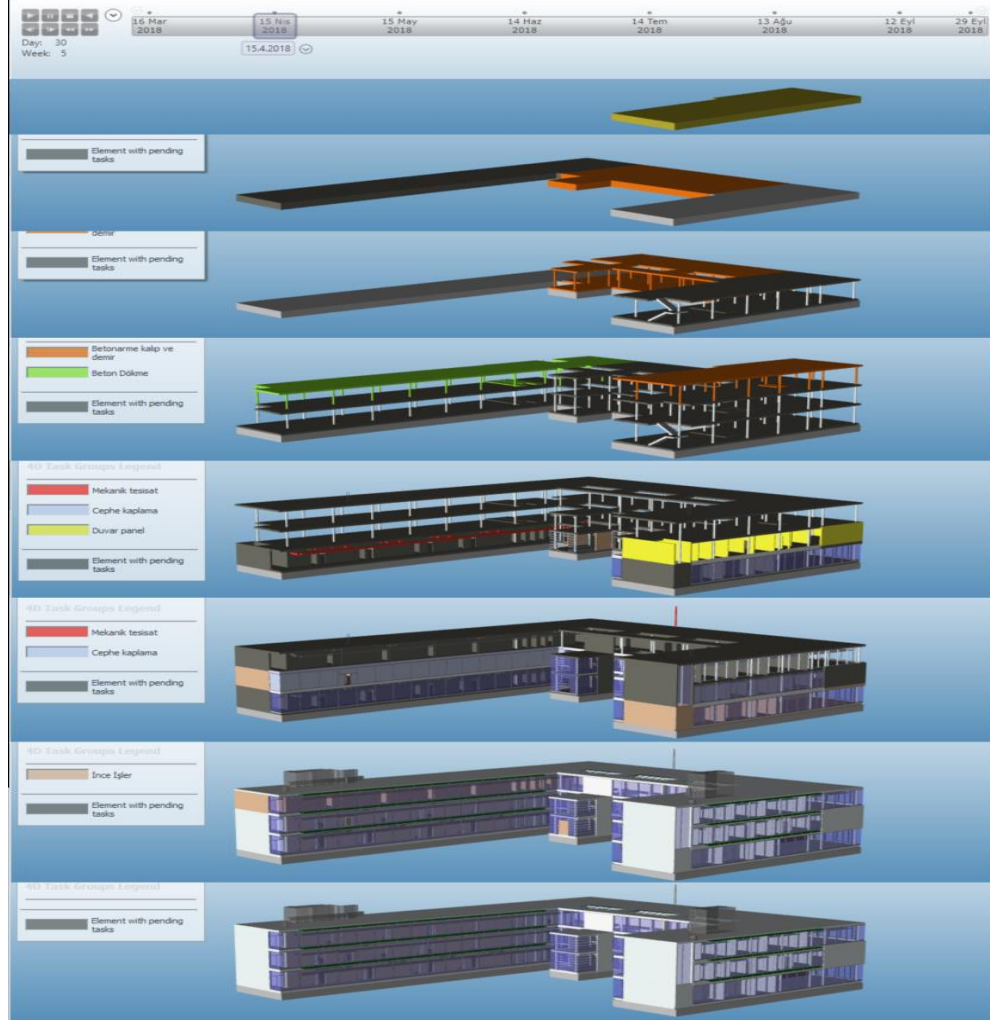 16 Mar 2018
15 Nis 2018
15 May 2018
14 Haz 2018
14 Tem 2018
13 Ağu 2018
12 Eyl 2018
29 Eyl 2018
Day: 30
Week: 5
15.4.2018
Element with pending
tasks
demir
Element with pending
tasks
Betonarme kalıp ve
demir
Beton Dökme
Element with pending
tasks
4D Task Groups Legend
Mekanik tesisat
Cephe kaplama
Duvar panel
Element with pending
tasks
4D Task Groups Legend
Mekanik tesisat
Cephe kaplama
Element with pending
tasks
4D Task Groups Legend
İnce İşler
Element with pending
tasks
4D Task Groups Legend
Element with pending
tasks